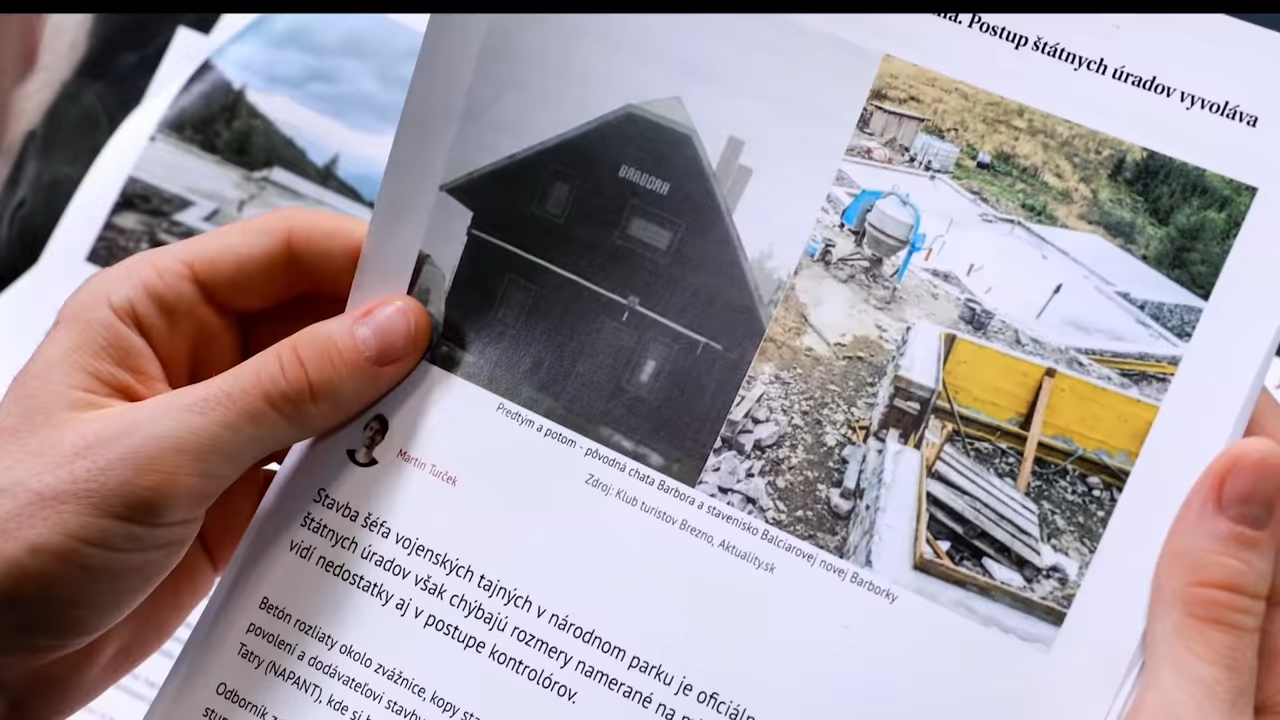 Postup štátnych úradov vyvoláva
BARBORA
Predtým a potom - pôvodná chata Barbora a stavenisko Balciarovej novej Barborky
Zdroj: Klub turistov Brezno, Aktuality.sk
Martin Turček
Stavba šéfa vojenských tajných v národnom parku je oficiáln
štátnych úradov však chýbajú rozmery namerané na
vidí nedostatky aj v postupe kontrolórov.
Betón rozliaty okolo zvážnice, kopy sta
povolení a dodávateľovi stavby
Tatry (NAPANT), kde si
Odborník